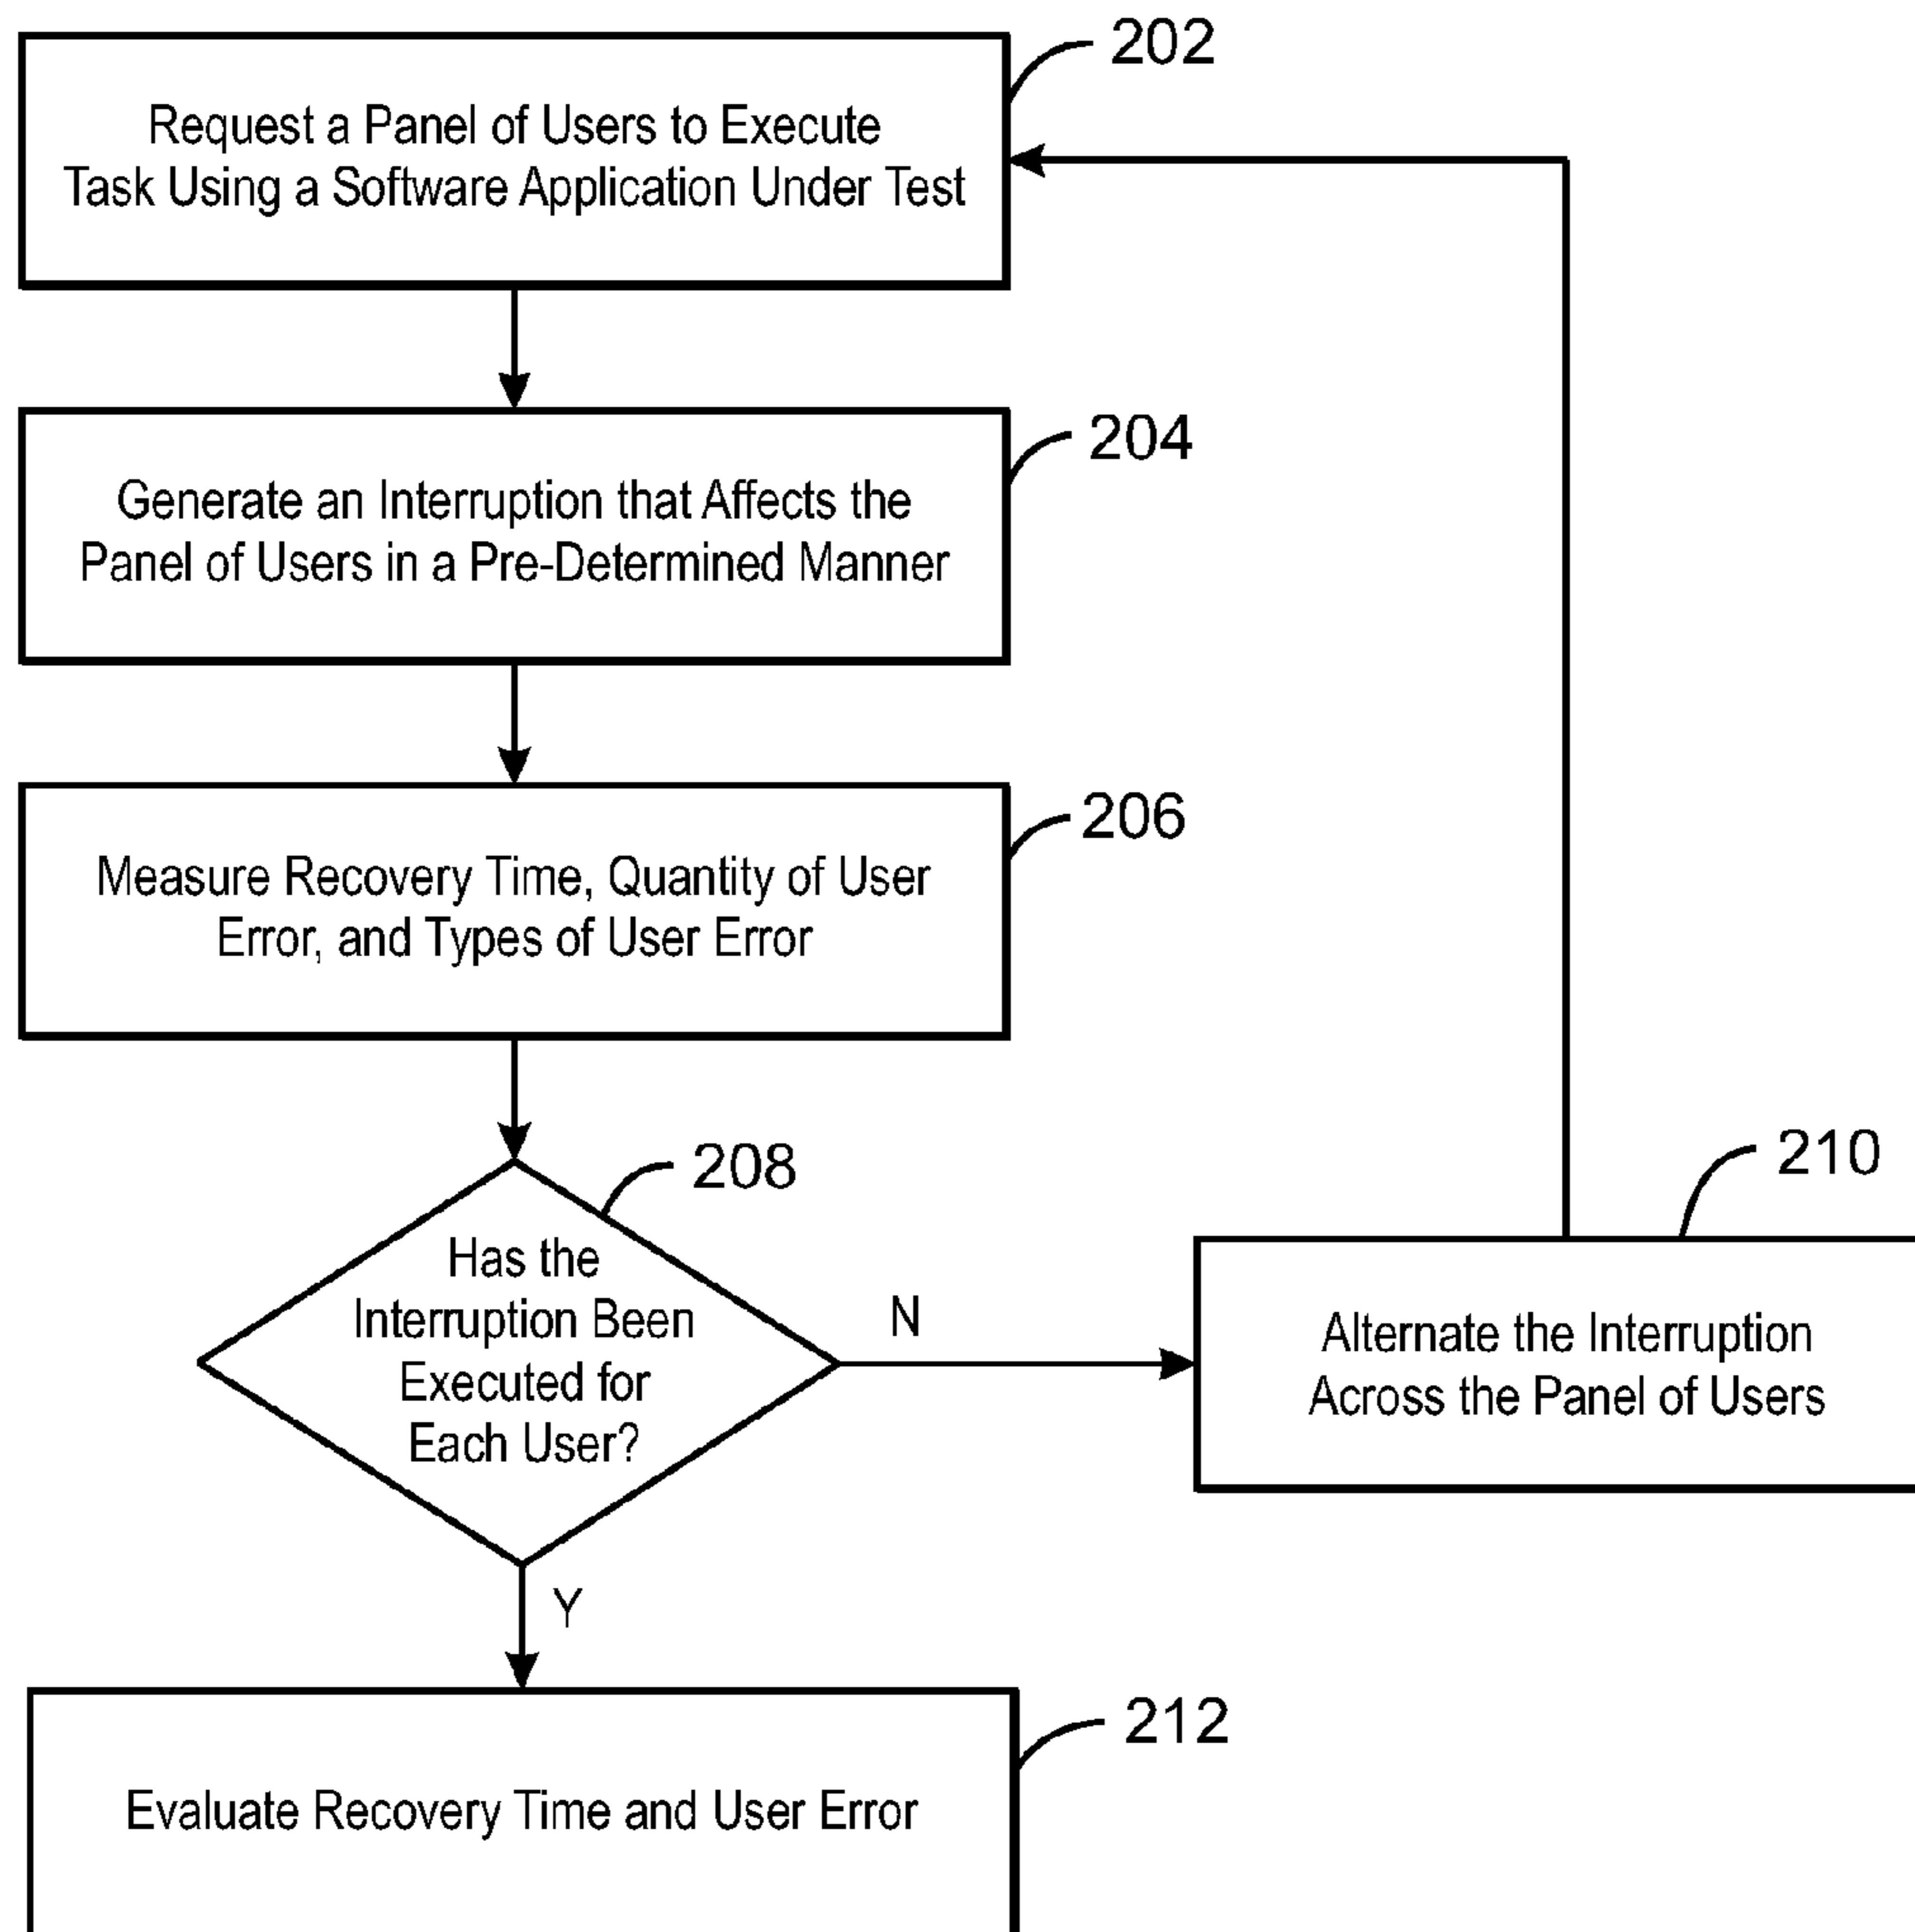 202
Request a Panel of Users to Execute
Task Using a Software Application Under Test
204
Generate an Interruption that Affects the
Panel of Users in a Pre-Determined Manner
206
Measure Recovery Time, Quantity of User
Error, and Types of User Error
208
Has the
Interruption Been
Executed for
Each User?
N
210
Alternate the Interruption
Across the Panel of Users
Y
212
Evaluate Recovery Time and User Error